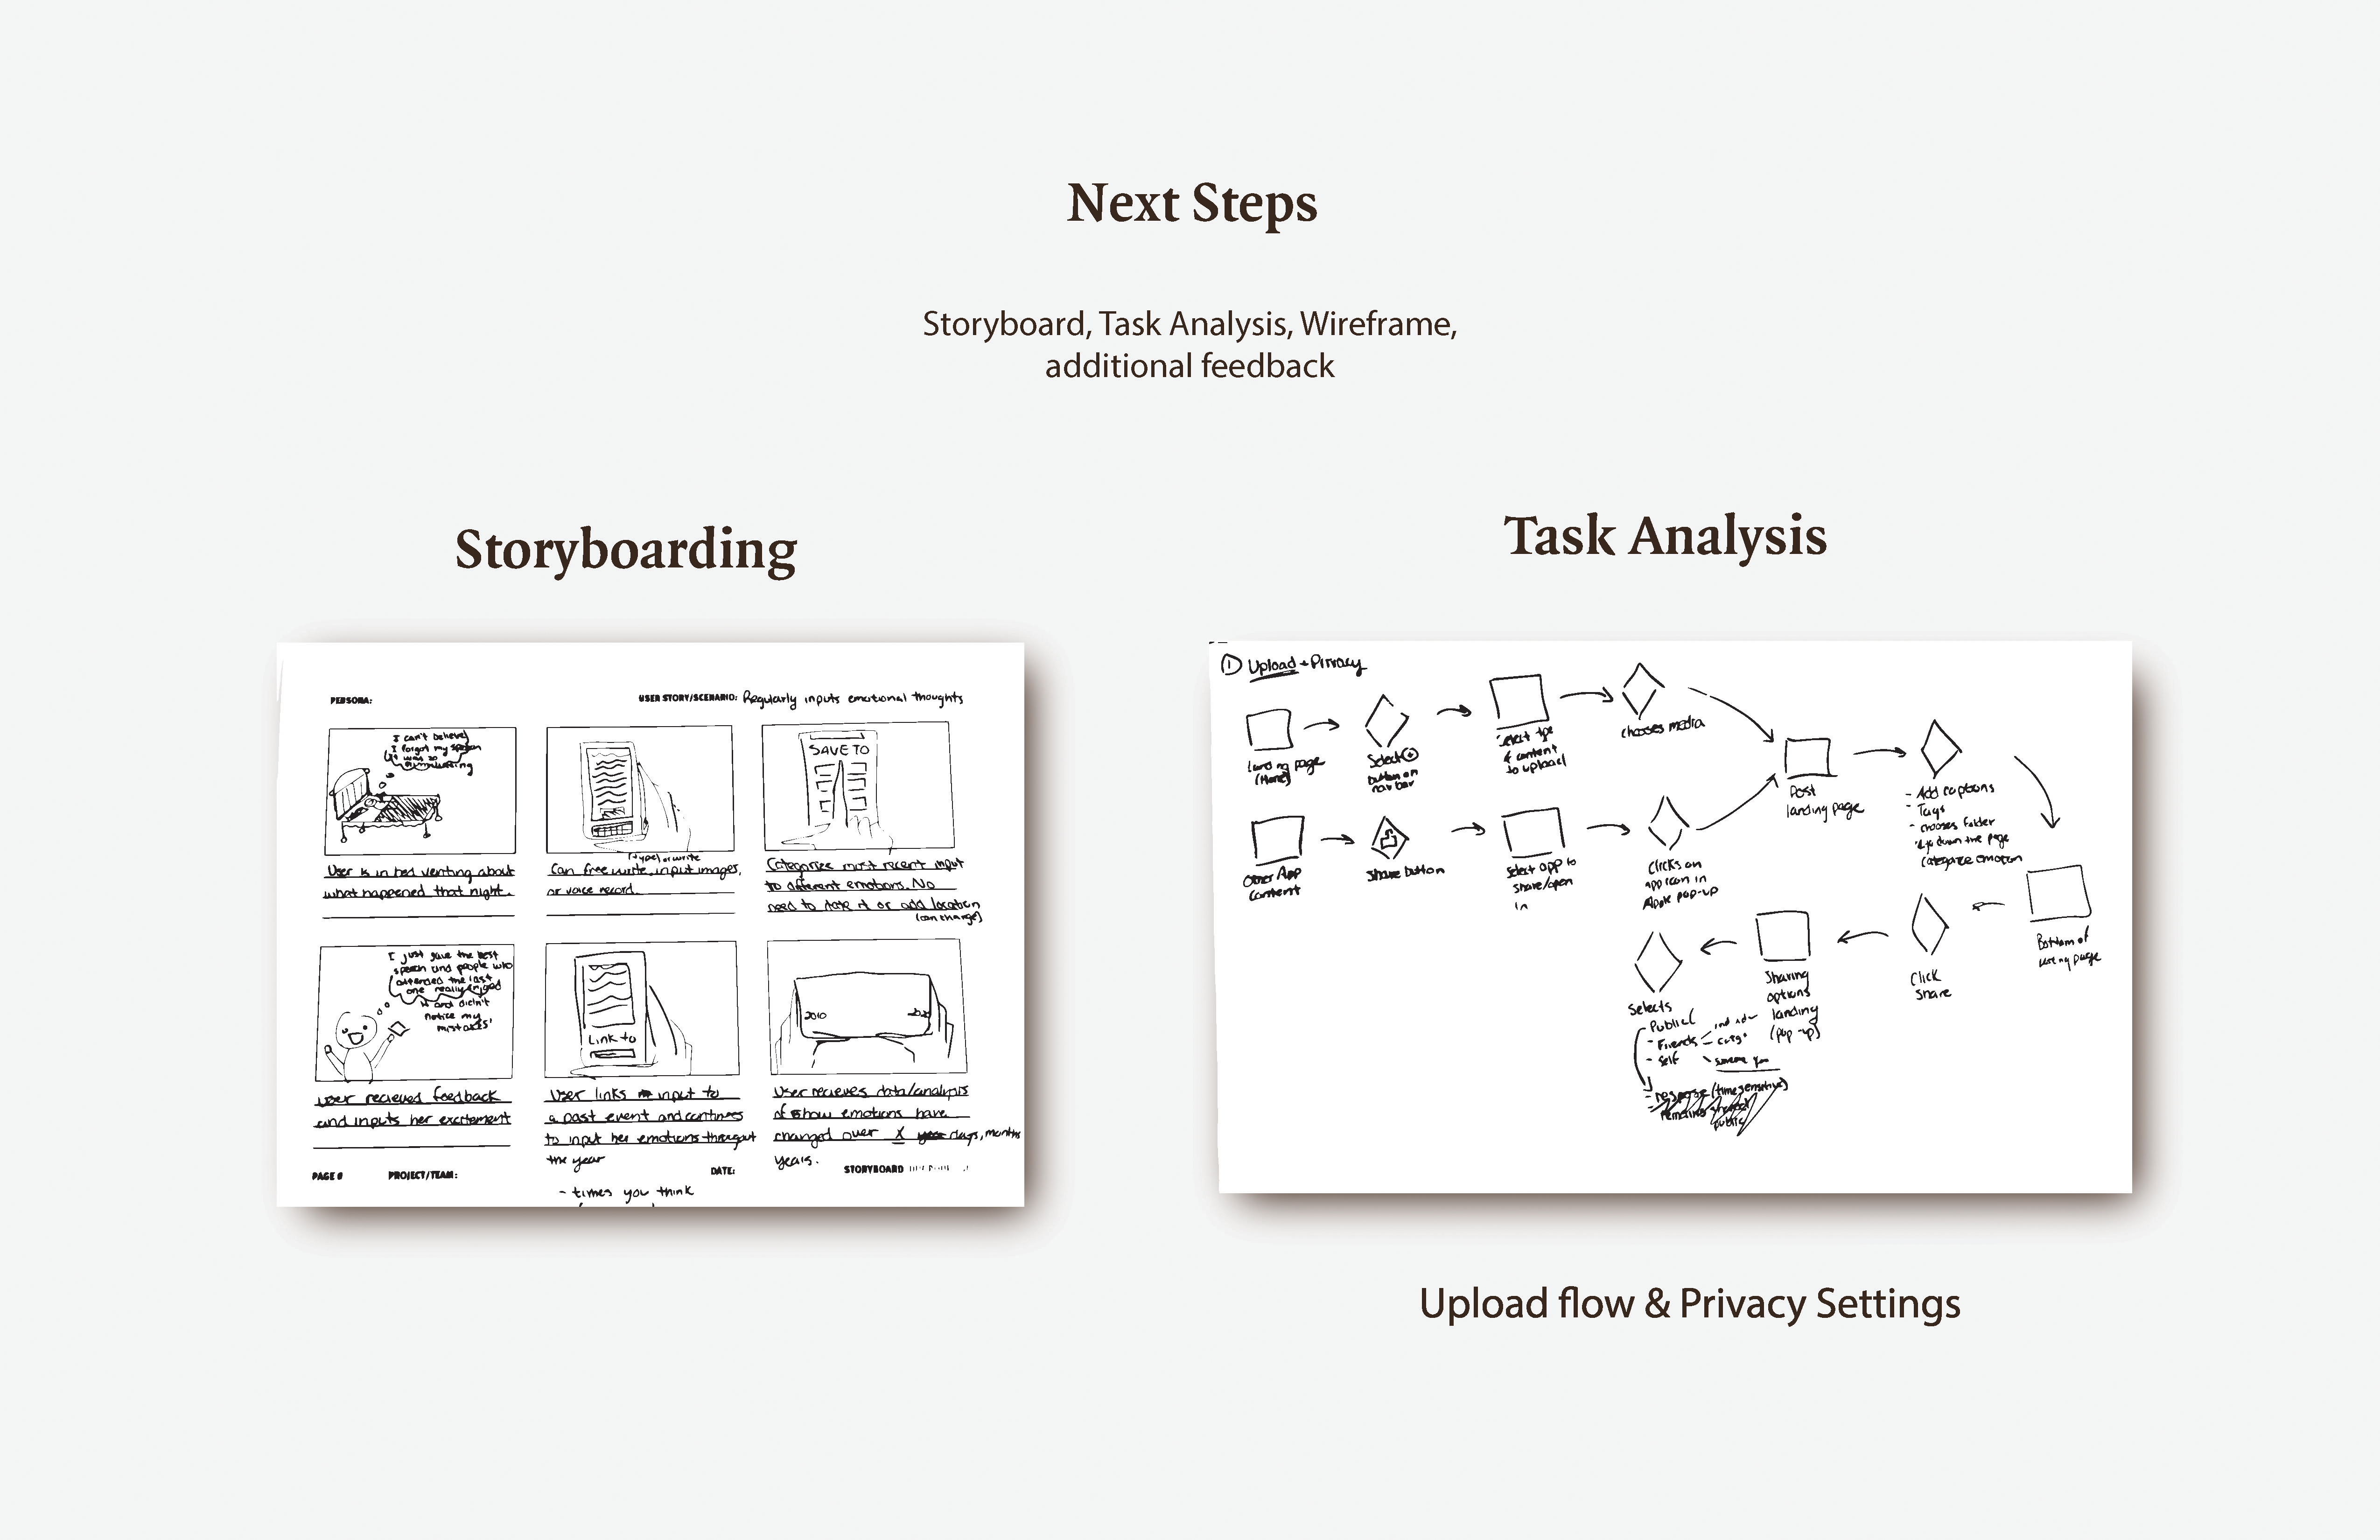 Next Steps
Storyboard, Task Analysis, Wireframe,
additional feedback
Storyboarding
PERSONA:
USER STORY/SCENARIO: Regularly inputs emotional thoughts
I can't believe
I forgot my speech
it was so
humiliating
SAVE TO
User is in bed venting about
what happened that night.
(type) or write
Can free write, input images,
or voice record.
Categorize most recent input
to different emotions. No
need to date it or add location
(can change)
I just gave the best
speech and people who
attended the last
one really enjoyed
it and didn't
notice my
mistakes'
Link to
2010
User recieved feedback
and inputs her excitement
User links input to
a past event and continues
to input her emotions througout
the year
User recieves data/analysis
of how emotions have
changed over X days, months
years.
PAGE #
PROJECT/TEAM:
DATE:
STORYBOARD
- times you think
Task Analysis
1 Upload + Privacy
landing page
(Home)
Select +
button on
nav bar
Select type
of content
to upload
chooses media
Other App
Content
Share button
Select app to
share/open
in
Clicks on
app icon in
Apple pop-up
Post
landing page
- Add captions
- Tags
- chooses folder
down the page
Categorize emotion
Bottom of
page
Click
Share
Sharing
options
landing
(pop-up)
Selects
- Public
- Friends
- Self
- response (time sensitive)
remains
public
Upload flow & Privacy Settings